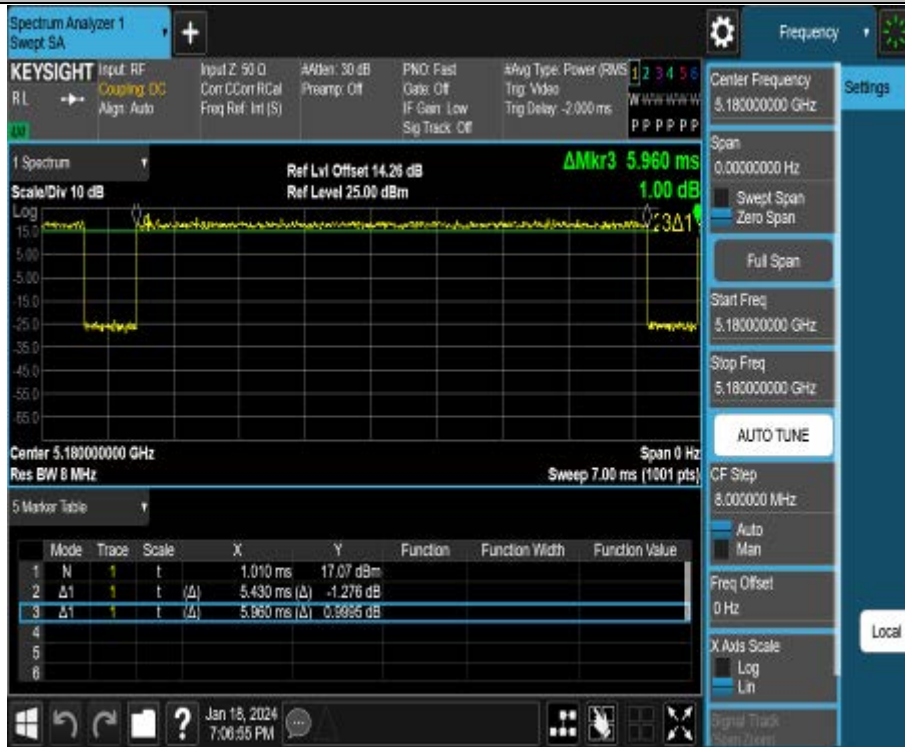 Spectrum Analyzer 1
Swept SA
+
Frequency
KEYSIGHT
RL
Input: RF
Coupling: DC
Align: Auto
Input Z: 50 Ω
Corr CCorr RCal
Freq Ref: Int (S)
#Atten: 30 dB
Preamp: Off
PNO: Fast
Gate: Off
IF Gain: Low
Sig Track: Off
#Avg Type: Power (RMS
Trig: Video
Trig Delay: -2.000 ms
1 2 3 4 5 6
W W W W W W
P P P P P P
1 Spectrum
Scale/Div 10 dB
Ref Lvl Offset 14.26 dB
Ref Level 25.00 dBm
ΔMkr3 5.960 ms
1.00 dB
Log
15.0
5.00
-5.00
-15.0
-25.0
-35.0
-45.0
-55.0
-65.0
3Δ1
Center 5.180000000 GHz
Span 0 Hz
Res BW 8 MHz
Sweep 7.00 ms (1001 pts)
5 Marker Table
Mode Trace Scale X Y Function Function Width Function Value
1 N 1 t 1.010 ms 17.07 dBm
2 Δ1 1 t (Δ) 5.430 ms (Δ) -1.276 dB
3 Δ1 1 t (Δ) 5.960 ms (Δ) 0.9995 dB
4
5
6
?
Jan 18, 2024
7:06:55 PM
Center Frequency
5.180000000 GHz
Settings
Span
0.00000000 Hz
Swept Span
Zero Span
Full Span
Start Freq
5.180000000 GHz
Stop Freq
5.180000000 GHz
AUTO TUNE
CF Step
8.000000 MHz
Auto
Man
Freq Offset
0 Hz
X Axis Scale
Log
Lin
Local
Signal Track
(Span Zoom)